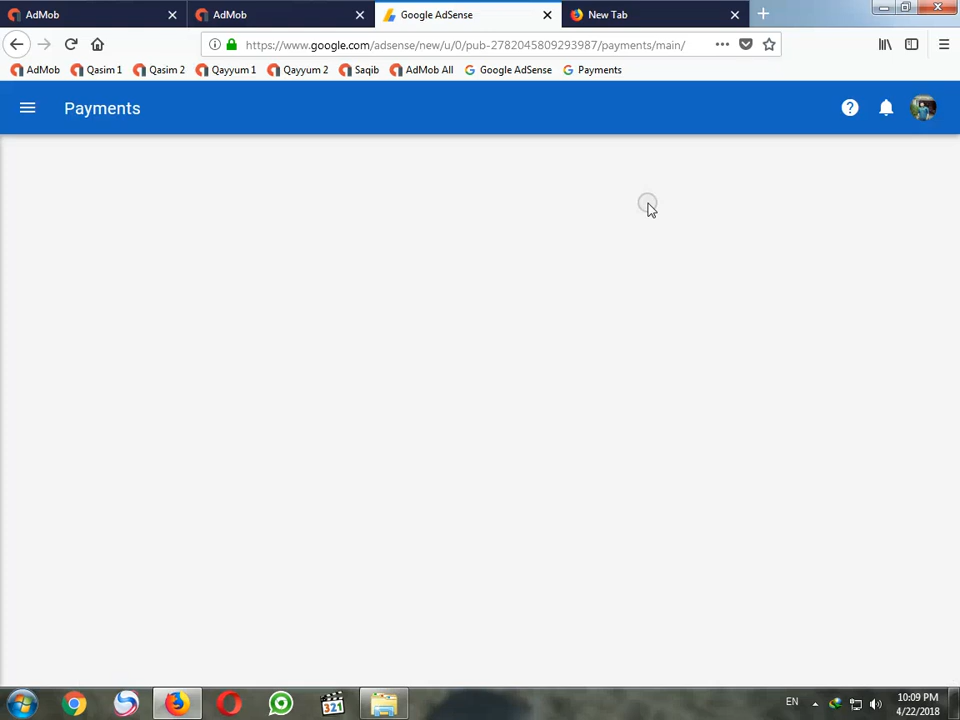 AdMob
AdMob
Google AdSense
New Tab
https://www.google.com/adsense/new/u/0/pub-2782045809293987/payments/main/
AdMob Qasim 1 Qasim 2 Qayyum 1 Qayyum 2 Saqib AdMob All Google AdSense Payments
Payments
321
EN
10:09 PM
4/22/2018